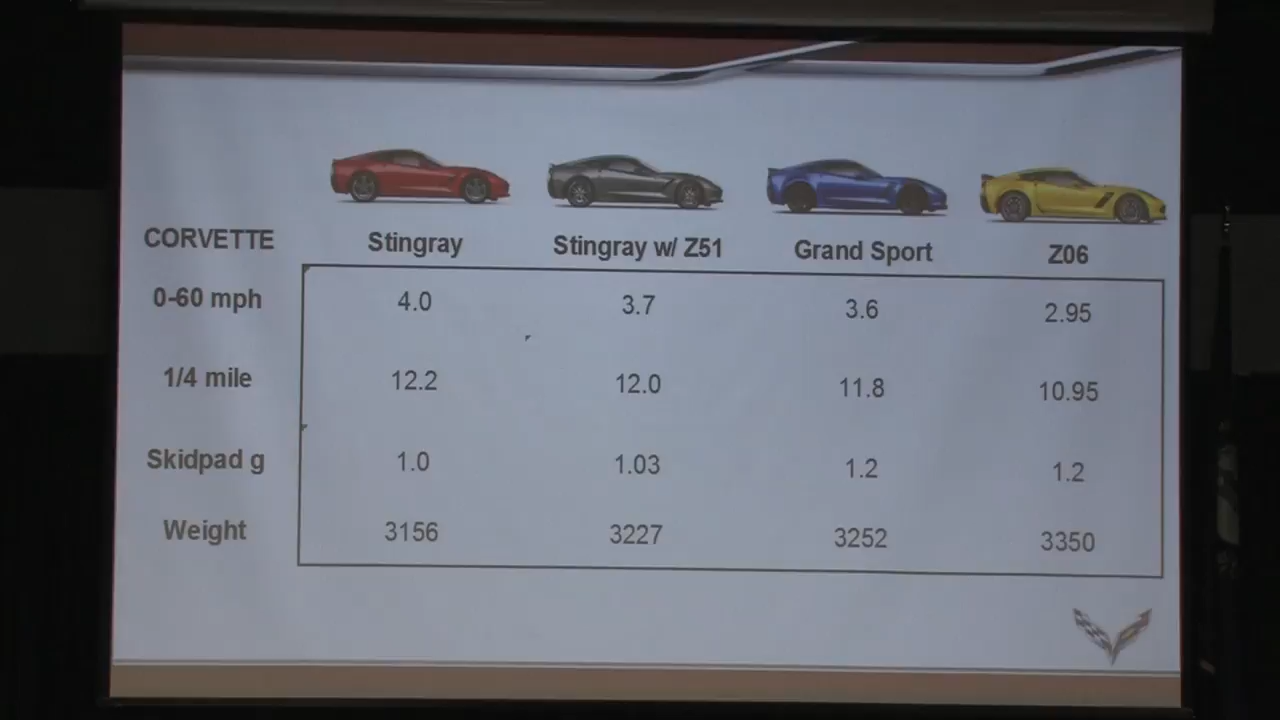 CORVETTE Stingray Stingray w/ Z51 Grand Sport Z06
0-60 mph 4.0 3.7 3.6 2.95
1/4 mile 12.2 12.0 11.8 10.95
Skidpad g 1.0 1.03 1.2 1.2
Weight 3156 3227 3252 3350